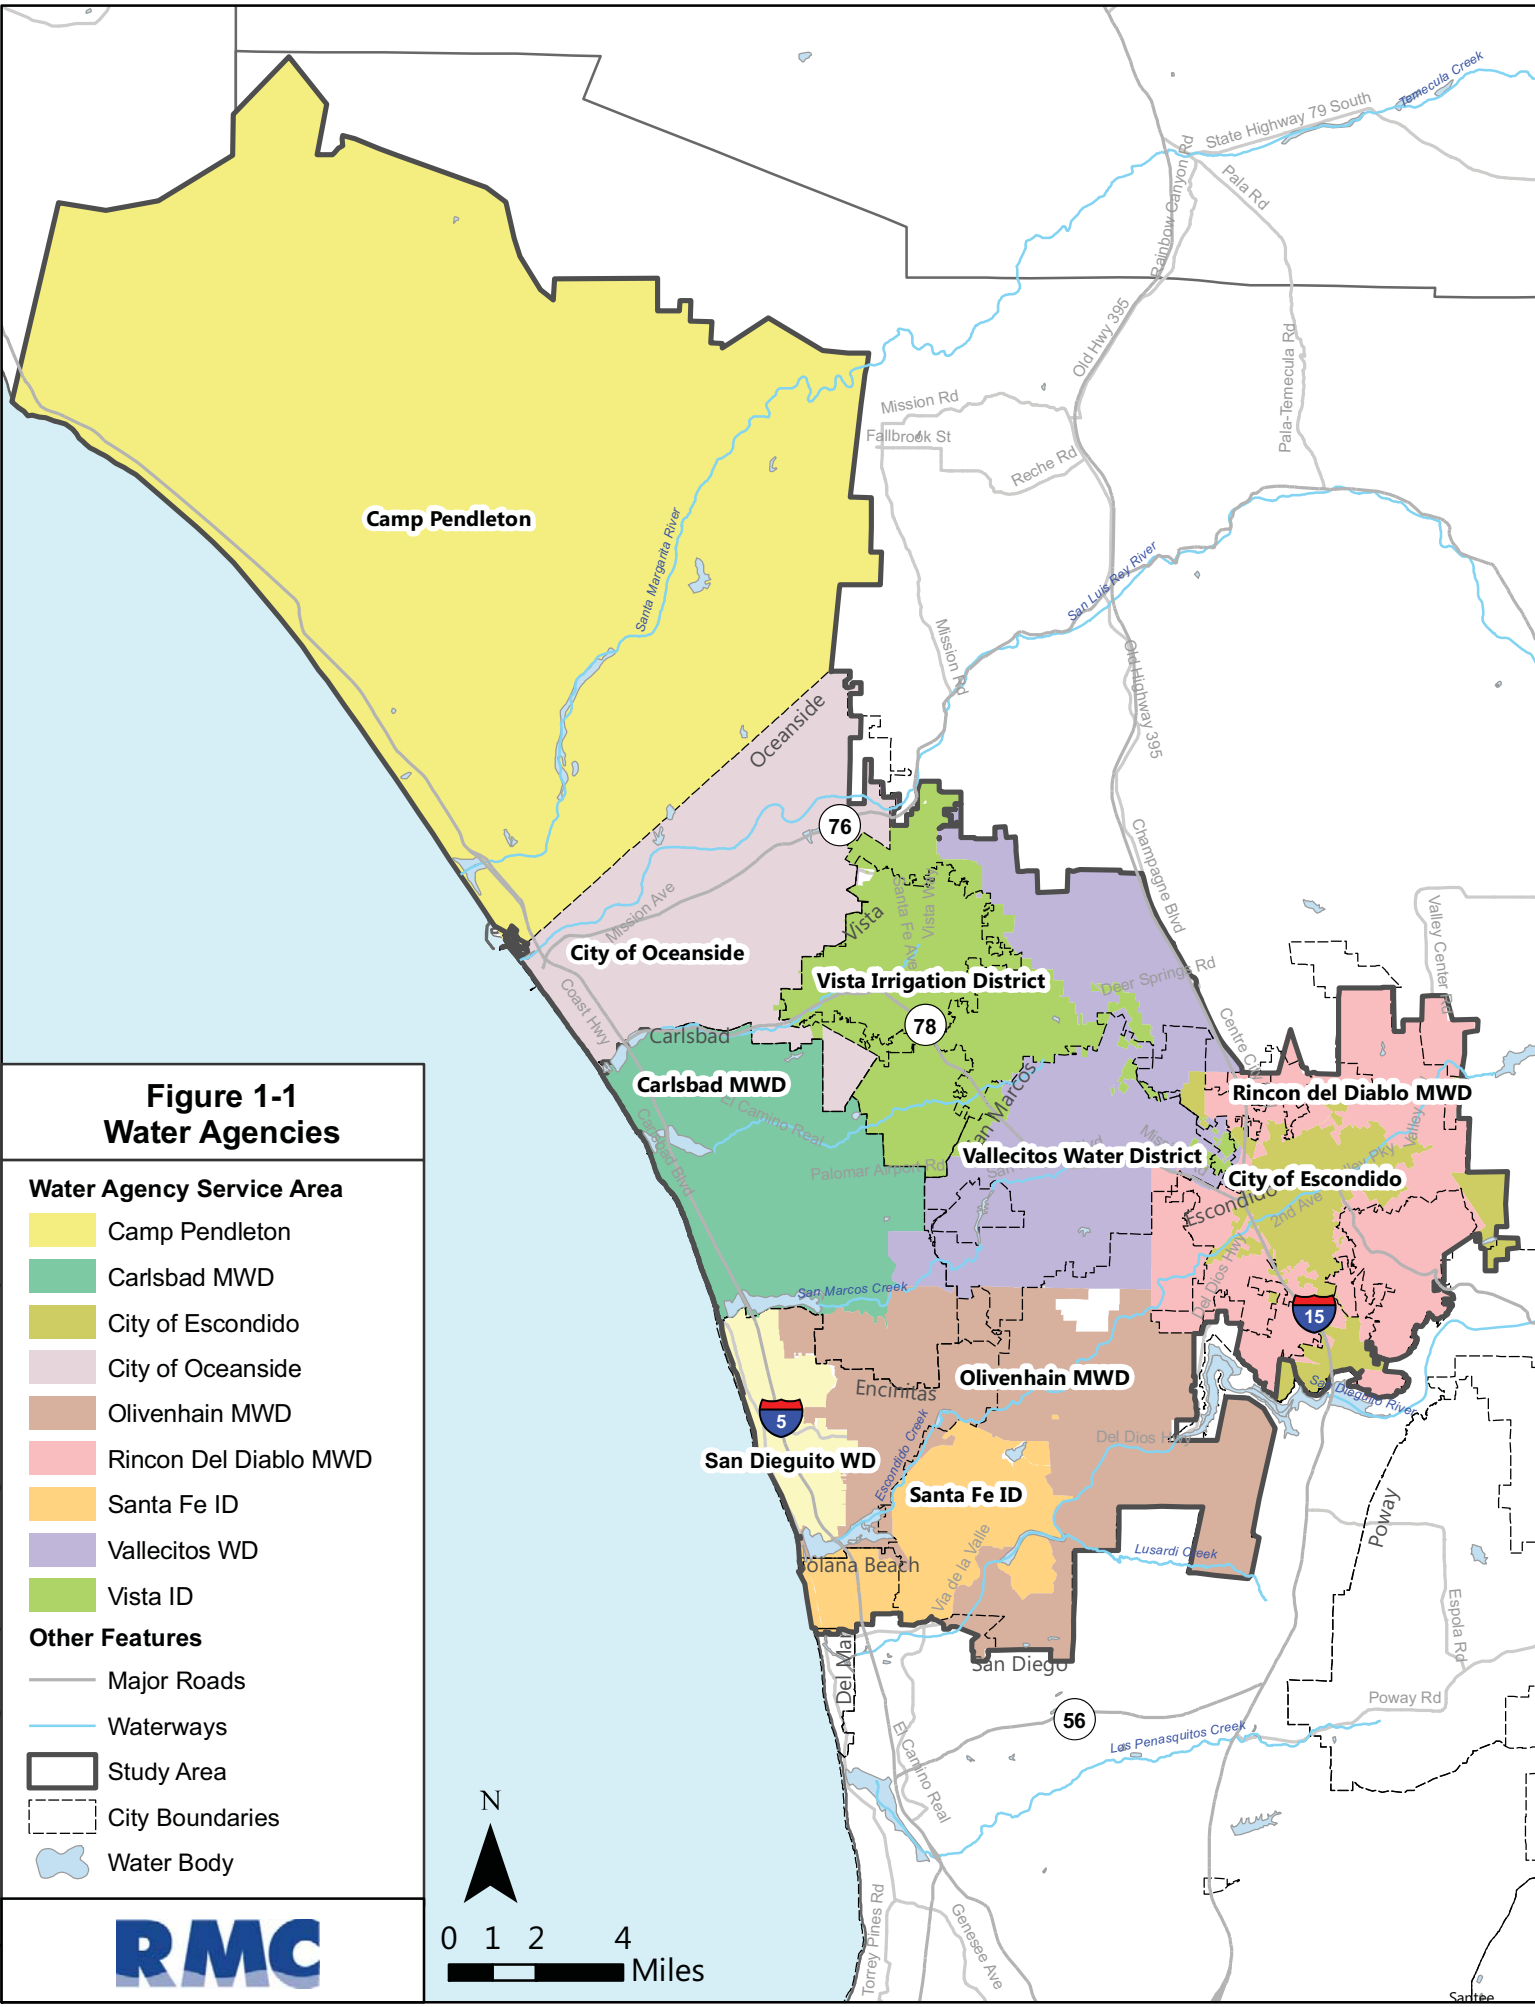 Temecula Creek
State Highway 79 South
Rainbow Canyon Rd
Pala Rd
Old Hwy 395
Pala-Temecula Rd
Mission Rd
Fallbrook St
Reche Rd
Camp Pendleton
Santa Margarita River
San Luis Rey River
Mission Rd
Old Highway 395
Oceanside
76
Champagne Blvd
Mission Ave
Vista
Santa Fe Ave
Vista Way
Valley Center Rd
City of Oceanside
Vista Irrigation District
Deer Springs Rd
Coast Hwy
78
Carlsbad
Carlsbad MWD
Rincon del Diablo MWD
El Camino Real
Carlsbad Blvd
Palomar Airport Rd
Vallecitos Water District
City of Escondido
Escondido
2nd Ave
Del Dios Hwy
San Marcos Creek
15
Olivenhain MWD
Encinitas
5
San Dieguito River
San Dieguito WD
Escondido Creek
Del Dios Hwy
Santa Fe ID
Poway
Via de la Valle
Lusardi Creek
Solana Beach
Espola Rd
Del Mar
San Diego
Poway Rd
56
Los Penasquitos Creek
El Camino Real
Torrey Pines Rd
Genesee Ave
Santee
Figure 1-1
Water Agencies
Water Agency Service Area
Camp Pendleton
Carlsbad MWD
City of Escondido
City of Oceanside
Olivenhain MWD
Rincon Del Diablo MWD
Santa Fe ID
Vallecitos WD
Vista ID
Other Features
Major Roads
Waterways
Study Area
City Boundaries
Water Body
RMC
N
0 1 2 4
Miles